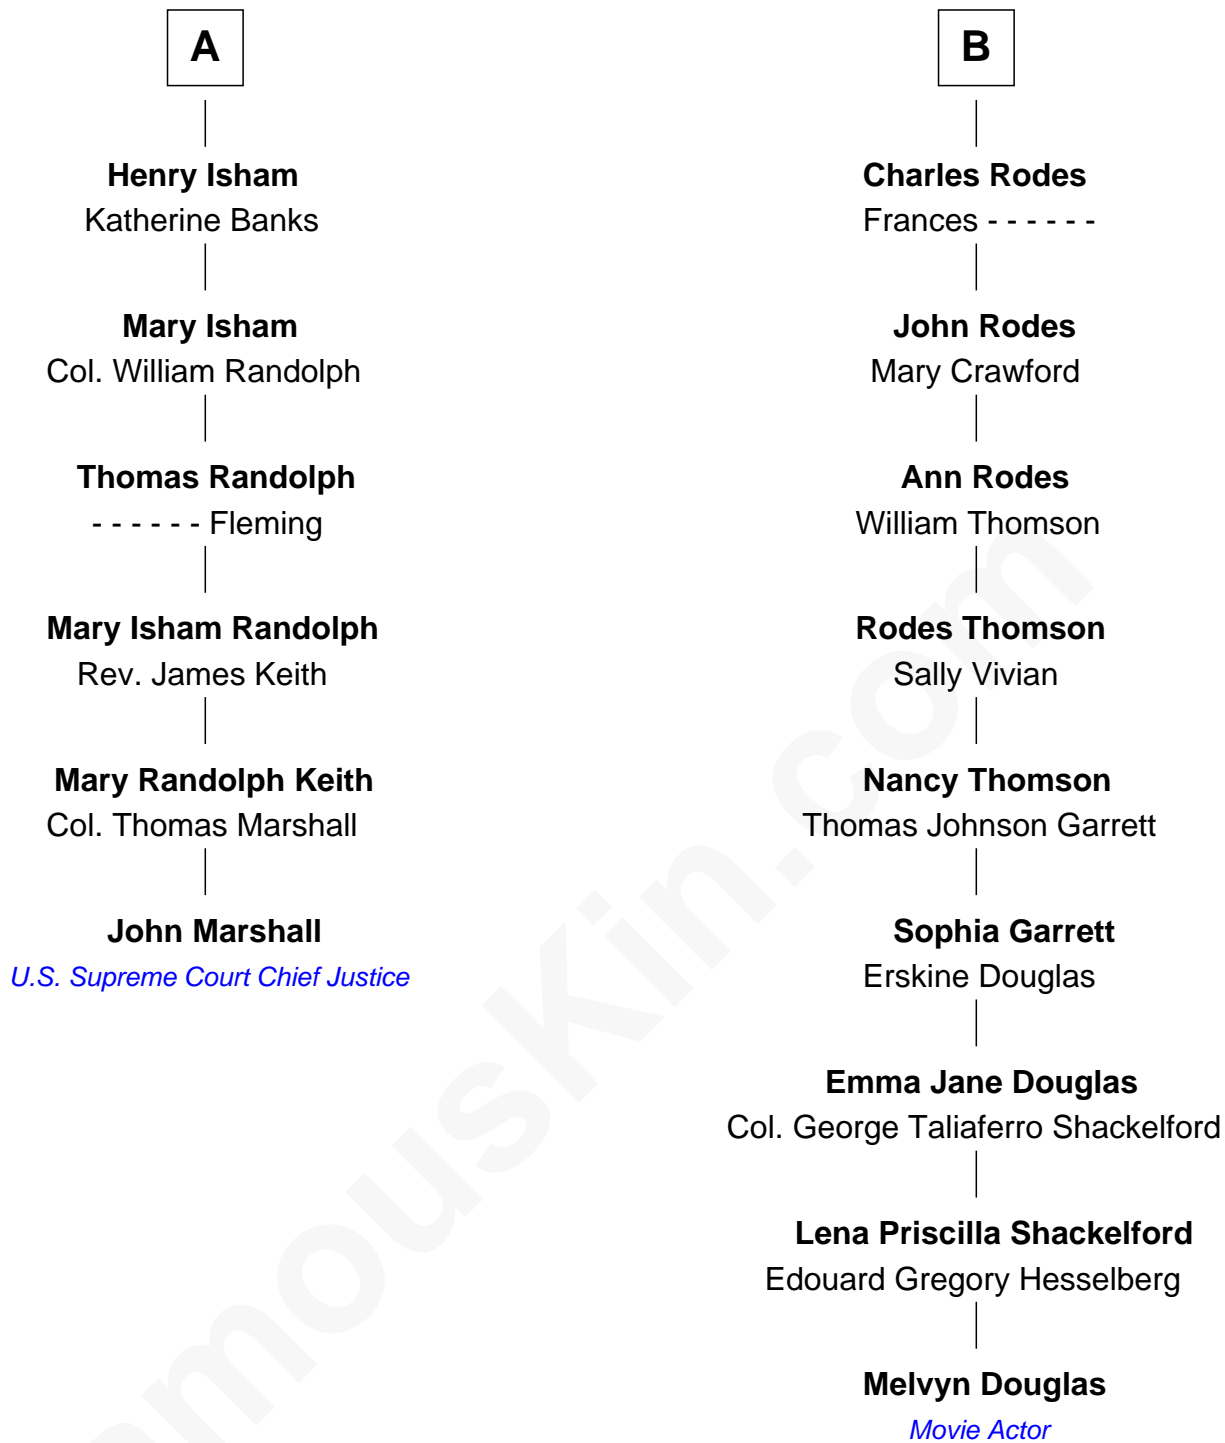 A
Henry Isham
Katherine Banks
Mary Isham
Col. William Randolph
Thomas Randolph
- - - - - - Fleming
Mary Isham Randolph
Rev. James Keith
Mary Randolph Keith
Col. Thomas Marshall
John Marshall
U.S. Supreme Court Chief Justice
B
Charles Rodes
Frances - - - - - -
John Rodes
Mary Crawford
Ann Rodes
William Thomson
Rodes Thomson
Sally Vivian
Nancy Thomson
Thomas Johnson Garrett
Sophia Garrett
Erskine Douglas
Emma Jane Douglas
Col. George Taliaferro Shackelford
Lena Priscilla Shackelford
Edouard Gregory Hesselberg
Melvyn Douglas
Movie Actor
amousKin.com